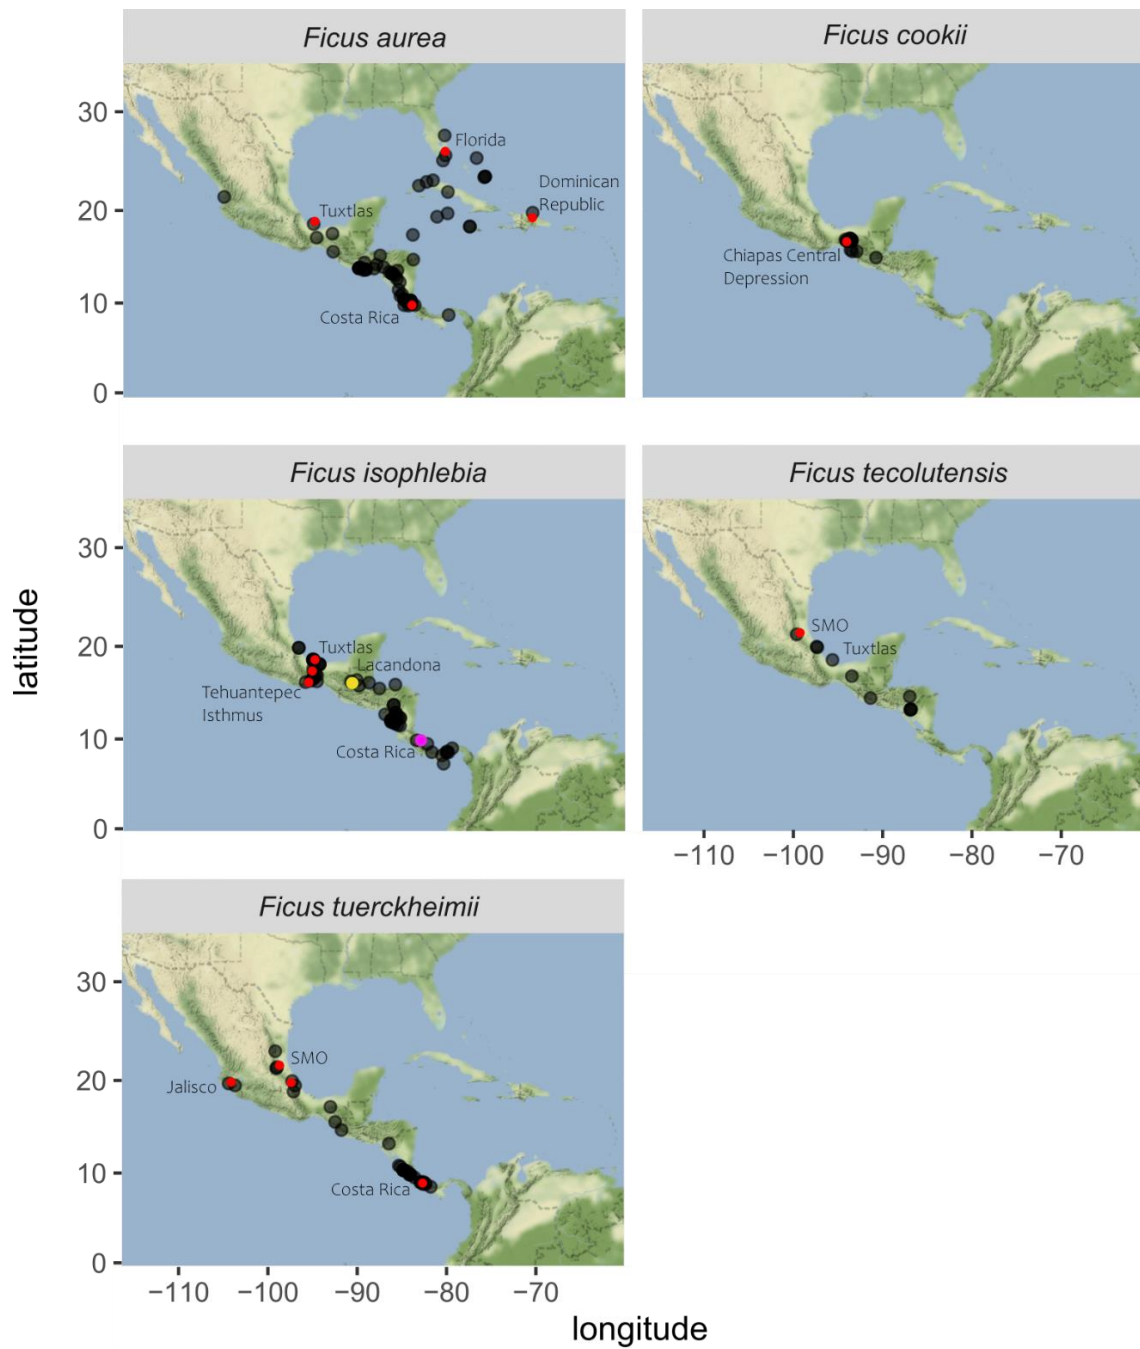 Ficus aurea
Ficus cookii
30
20
10
0
Florida
Dominican
Republic
Tuxtlas
Costa Rica
Chiapas Central
Depression
Ficus isophlebia
Ficus tecolutensis
30
20
10
0
Tuxtlas
Lacandona
Tehuantepec
Isthmus
Costa Rica
SMO
Tuxtlas
−110 −100 −90 −80 −70
Ficus tuerckheimii
30
20
10
0
SMO
Jalisco
Costa Rica
−110 −100 −90 −80 −70
longitude
latitude